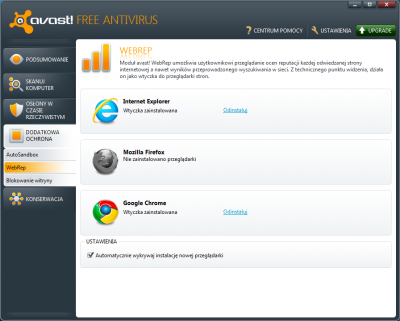 avast! FREE ANTIVIRUS
? CENTRUM POMOCY
USTAWIENIA
UPGRADE
PODSUMOWANIE
SKANUJ KOMPUTER
OSŁONY W CZASIE RZECZYWISTYM
DODATKOWA OCHRONA
AutoSandbox
WebRep
Blokowanie witryny
KONSERWACJA
WEBREP
Moduł avast! WebRep umożliwia użytkownikowi przeglądanie ocen reputacji każdej odwiedzanej strony
internetowej a nawet wyników przeprowadzonego wyszukiwania w sieci. Z technicznego punktu widzenia, działa
on jako wtyczka do przeglądarki stron.
Internet Explorer
Wtyczka zainstalowana
Odinstaluj
Mozilla Firefox
Nie zainstalowano przeglądarki
Google Chrome
Wtyczka zainstalowana
Odinstaluj
USTAWIENIA
Automatycznie wykrywaj instalację nowej przeglądarki